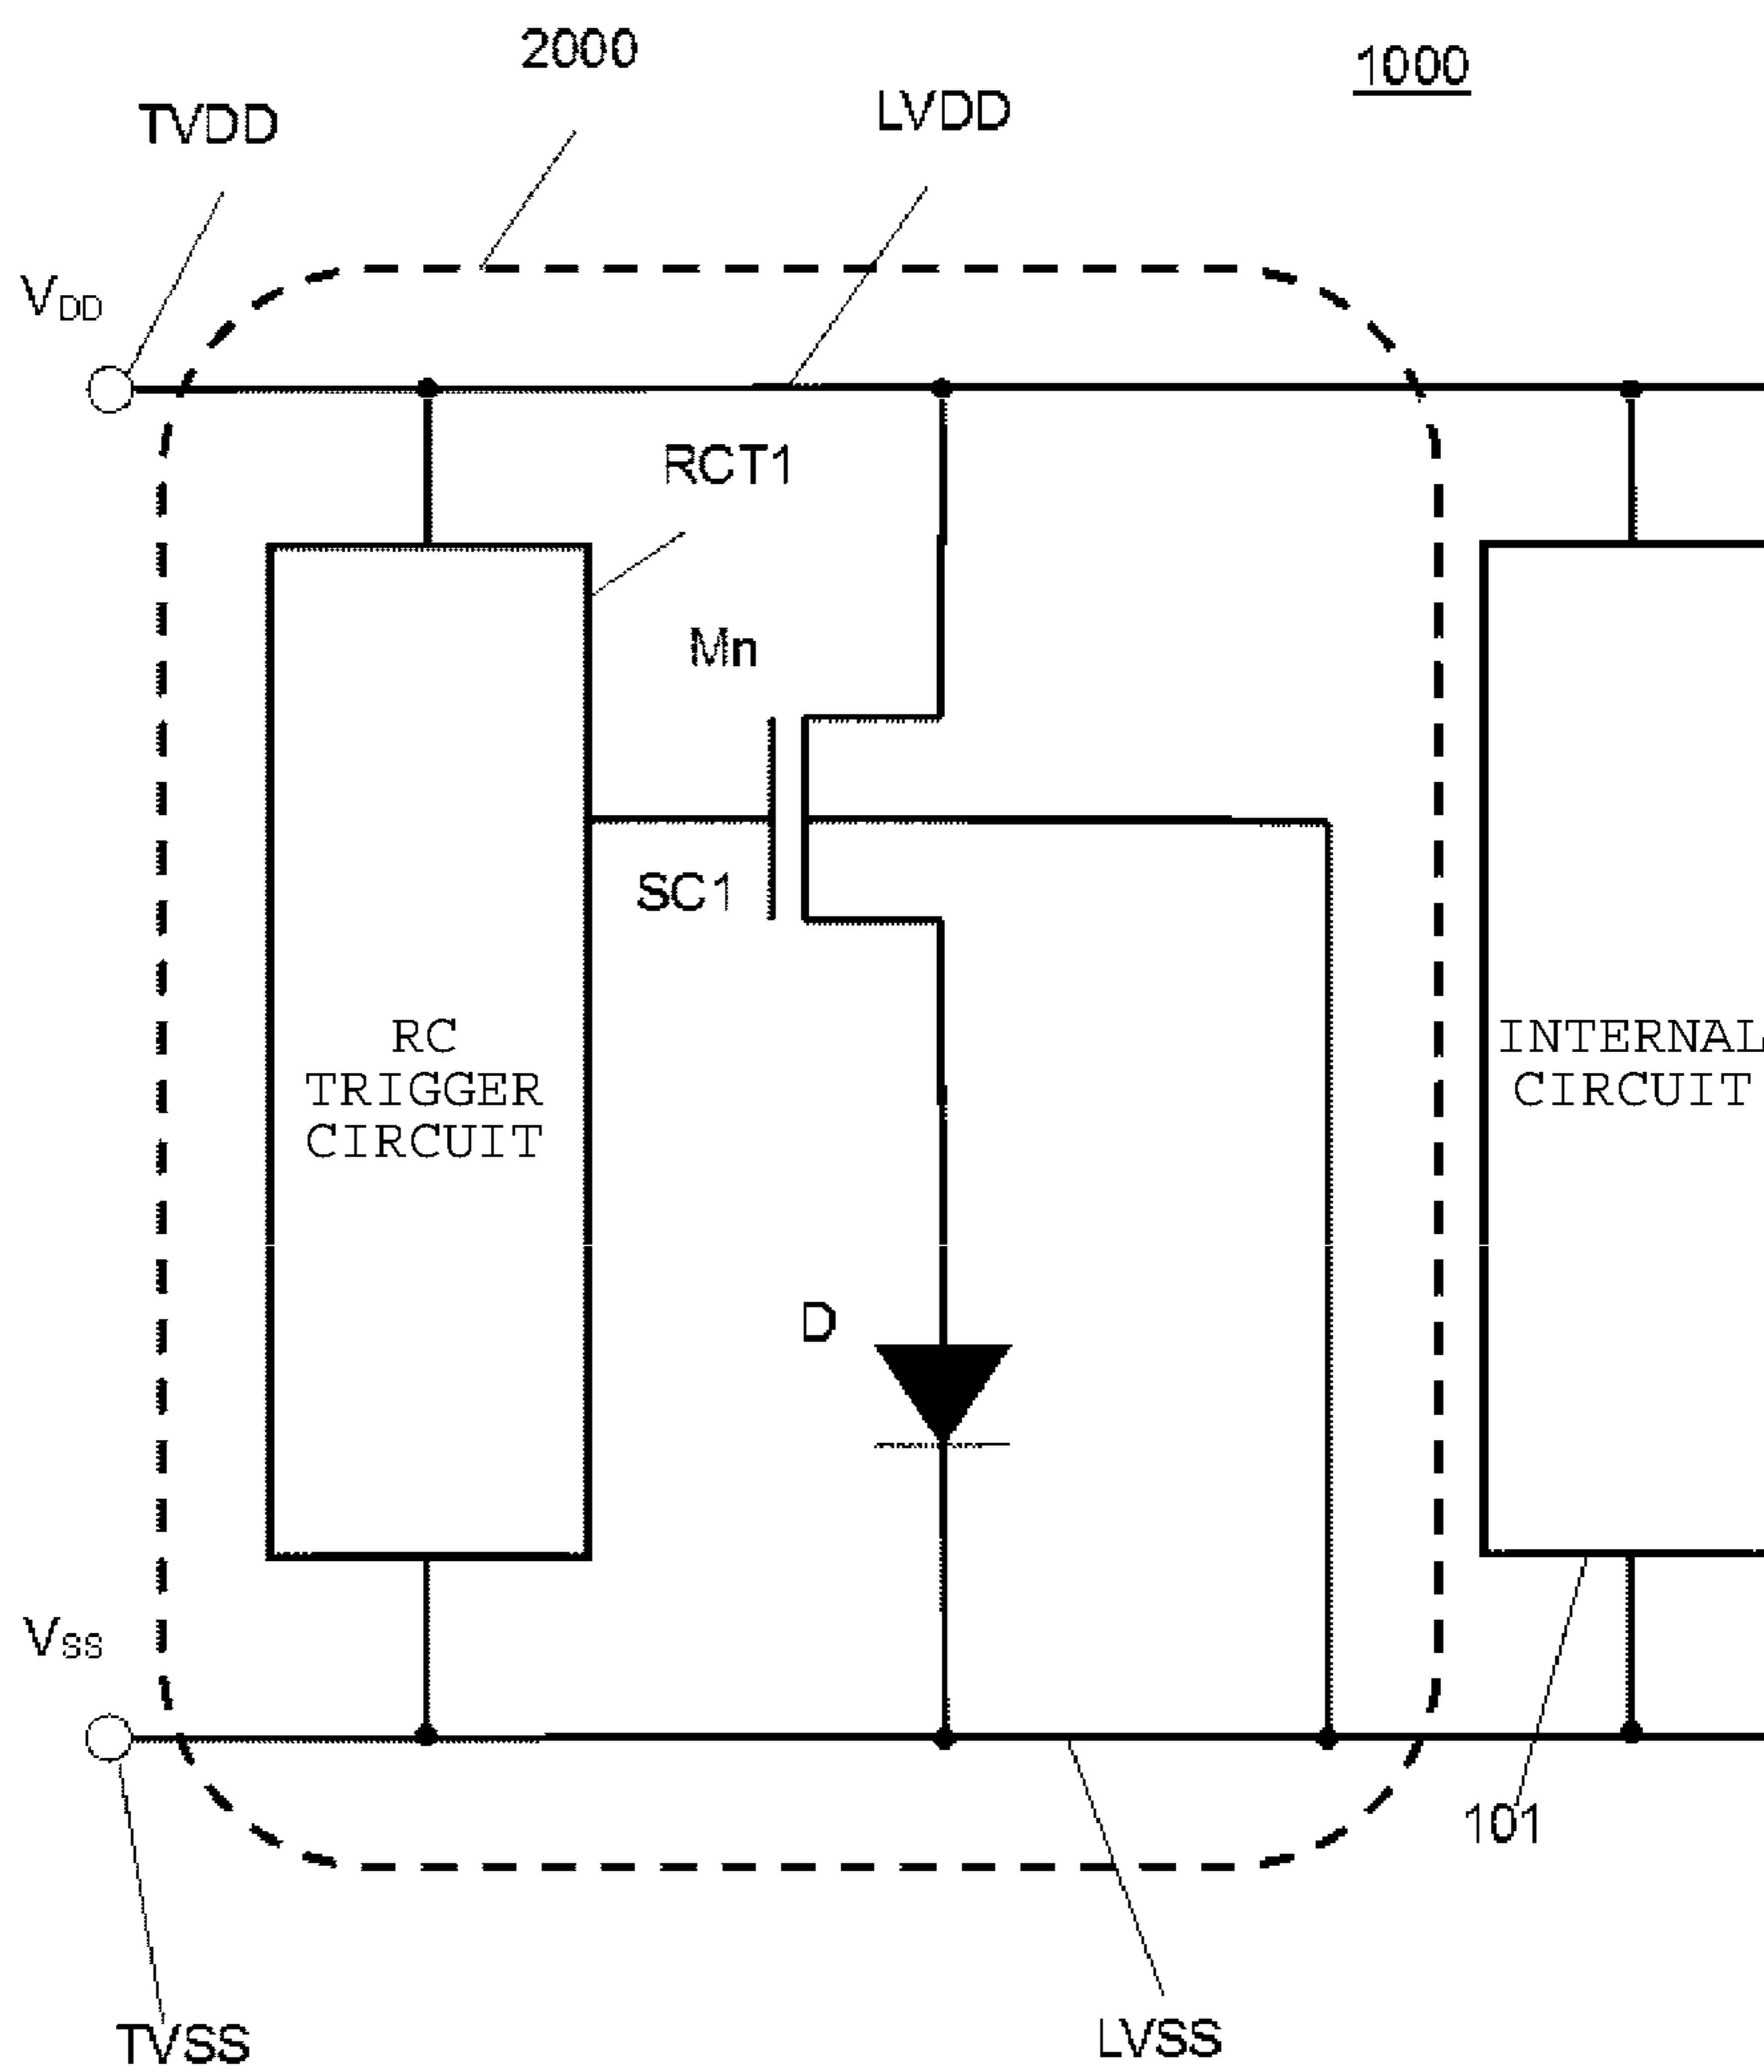 2000
1000
TVDD
LVDD
VDD
RCT1
Mn
SC1
RC
TRIGGER
CIRCUIT
INTERNAL
CIRCUIT
D
VSS
101
TVSS
LVSS